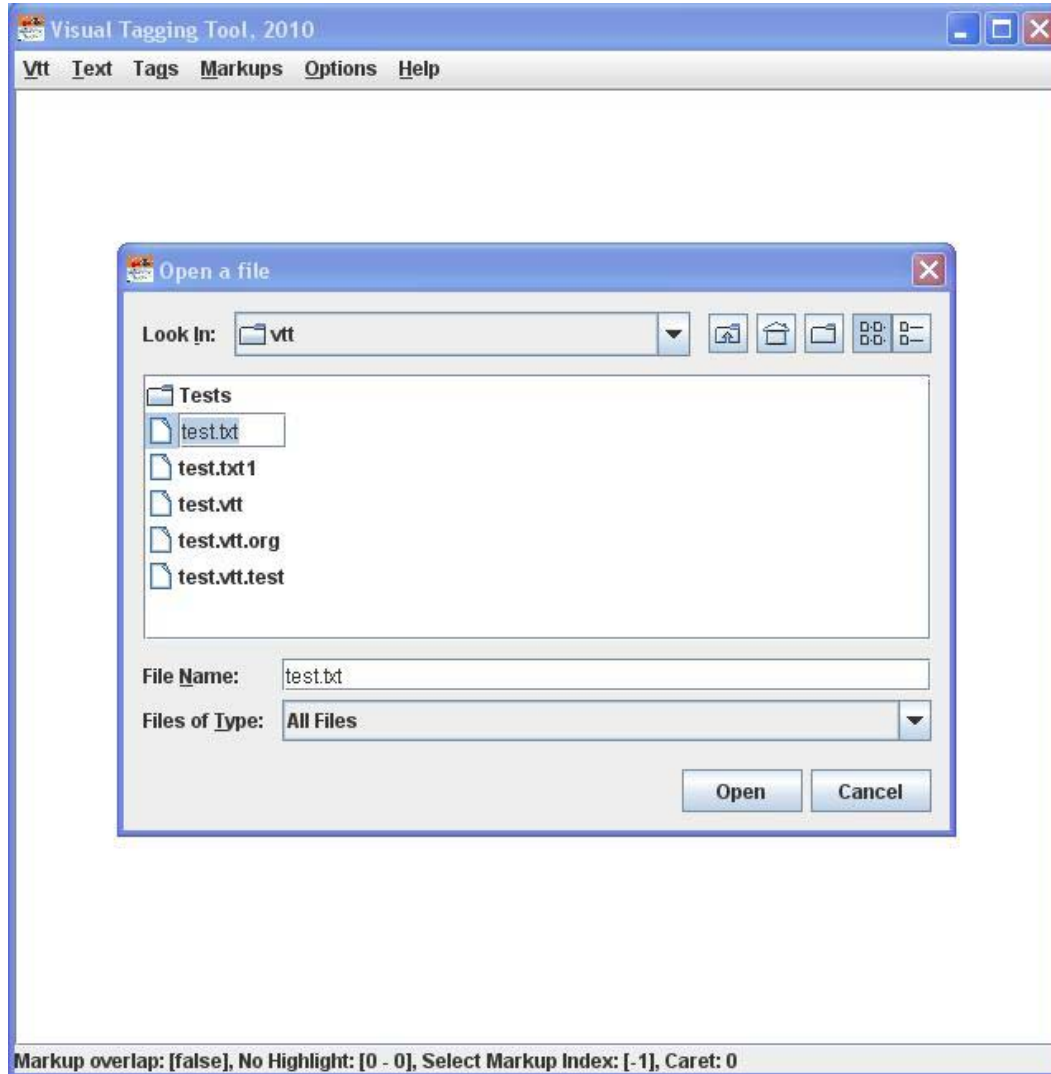 Visual Tagging Tool, 2010
Vtt Text Tags Markups Options Help
Open a file
Look In: vtt
Tests
test.txt
test.txt1
test.vtt
test.vtt.org
test.vtt.test
File Name: test.txt
Files of Type: All Files
Open Cancel
Markup overlap: [false], No Highlight: [0 - 0], Select Markup Index: [-1], Caret: 0